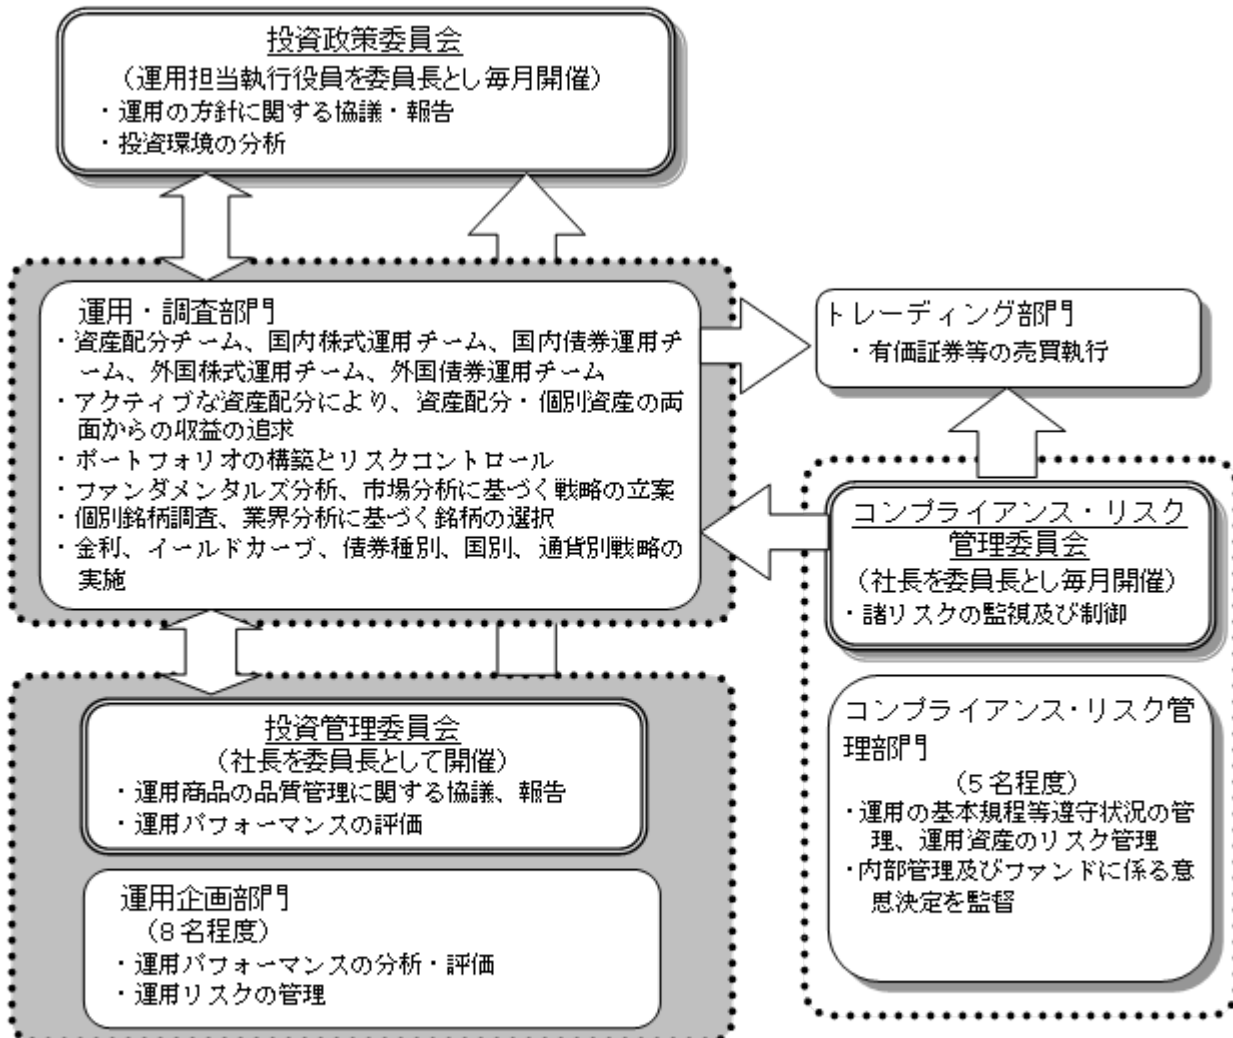 投資政策委員会
（運用担当執行役員を委員長とし毎月開催）
・運用の方針に関する協議・報告
・投資環境の分析
運用・調査部門
・資産配分チーム、国内株式運用チーム、国内債券運用チ
ーム、外国株式運用チーム、外国債券運用チーム
・アクティブな資産配分により、資産配分・個別資産の両
面からの収益の追求
・ポートフォリオの構築とリスクコントロール
・ファンダメンタルズ分析、市場分析に基づく戦略の立案
・個別銘柄調査、業界分析に基づく銘柄の選択
・金利、イールドカーブ、債券種別、国別、通貨別戦略の
実施
トレーディング部門
・有価証券等の売買執行
コンプライアンス・リスク
管理委員会
（社長を委員長とし毎月開催）
・諸リスクの監視及び制御
コンプライアンス・リスク管
理部門
（５名程度）
・運用の基本規程等遵守状況の管
理、運用資産のリスク管理
・内部管理及びファンドに係る意
思決定を監督
投資管理委員会
（社長を委員長として開催）
・運用商品の品質管理に関する協議、報告
・運用パフォーマンスの評価
運用企画部門
（８名程度）
・運用パフォーマンスの分析・評価
・運用リスクの管理